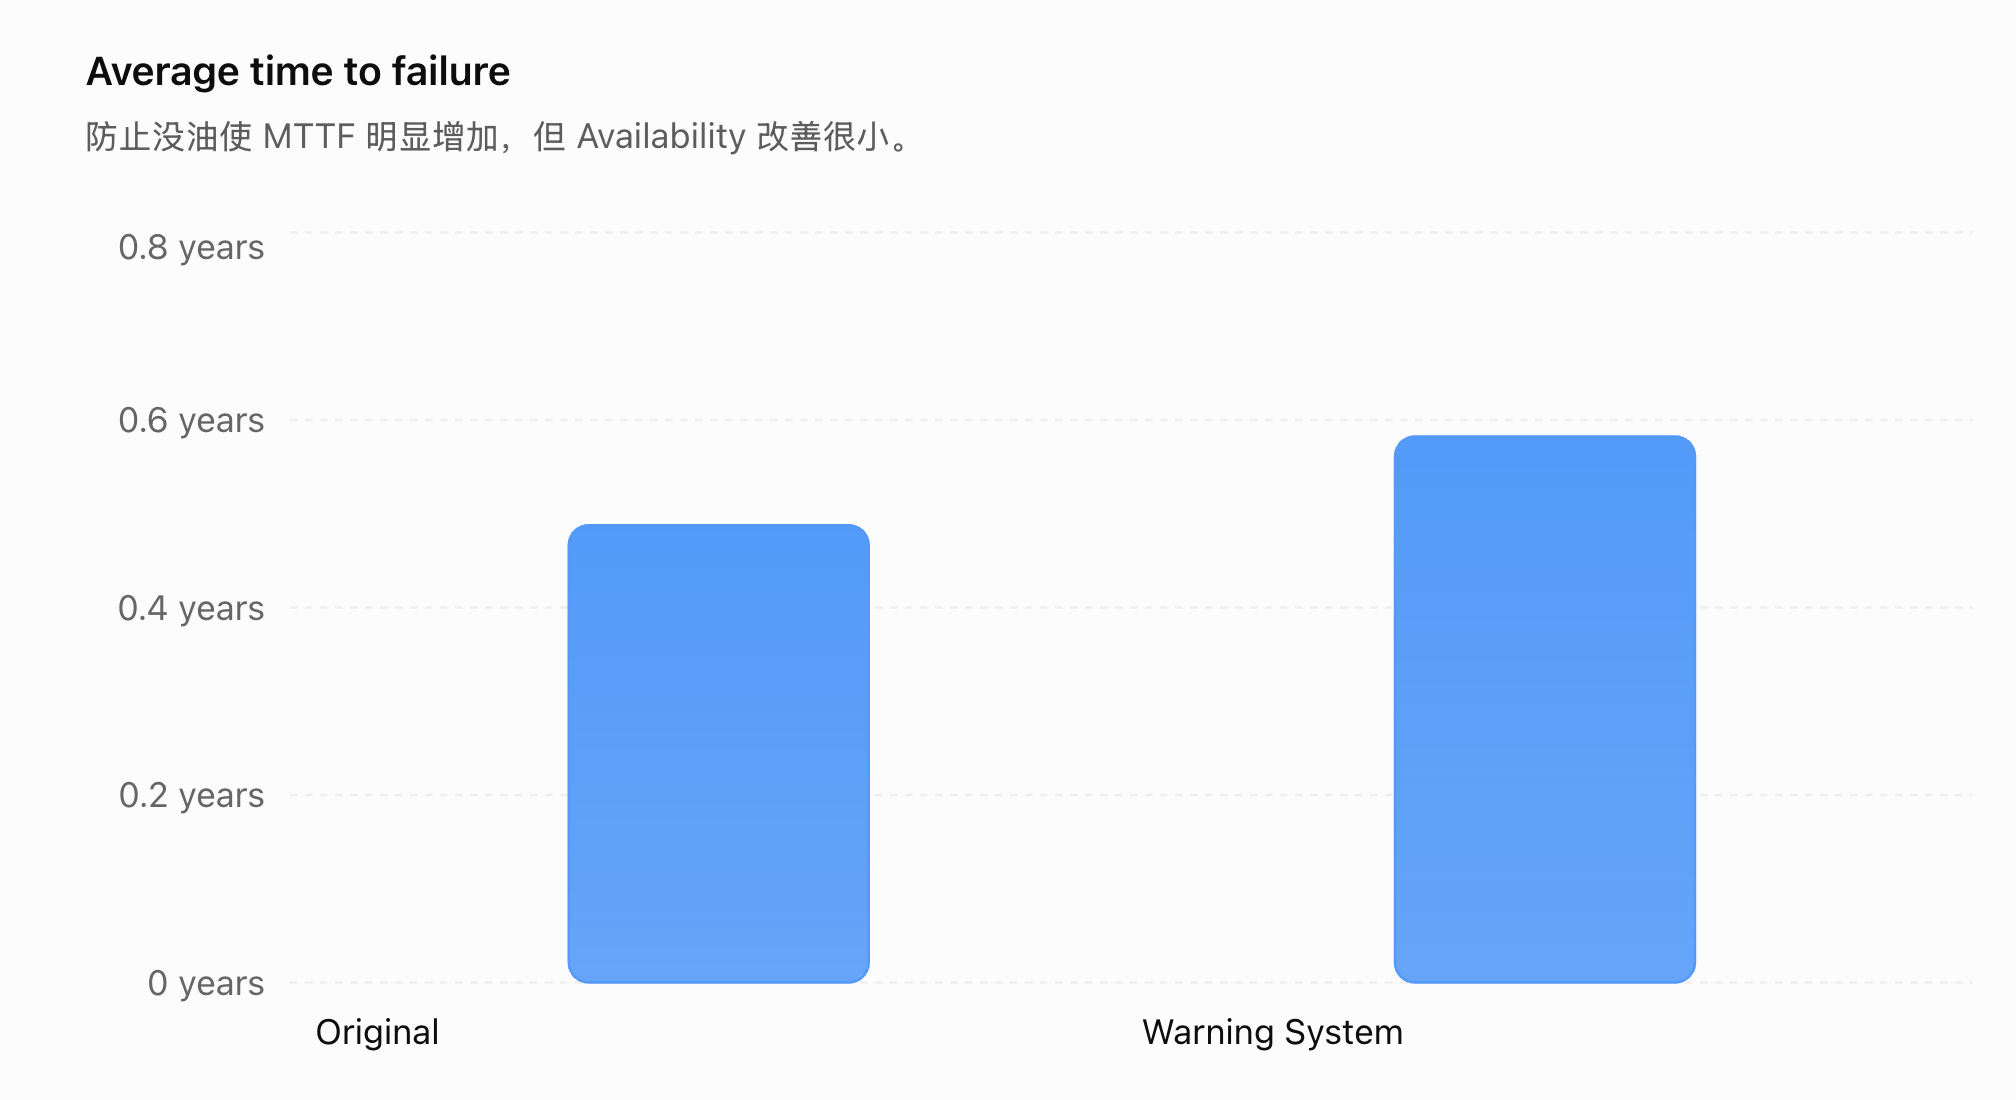 Average time to failure
防止没油使 MTTF 明显增加，但 Availability 改善很小。
0.8 years
0.6 years
0.4 years
0.2 years
0 years
Original
Warning System